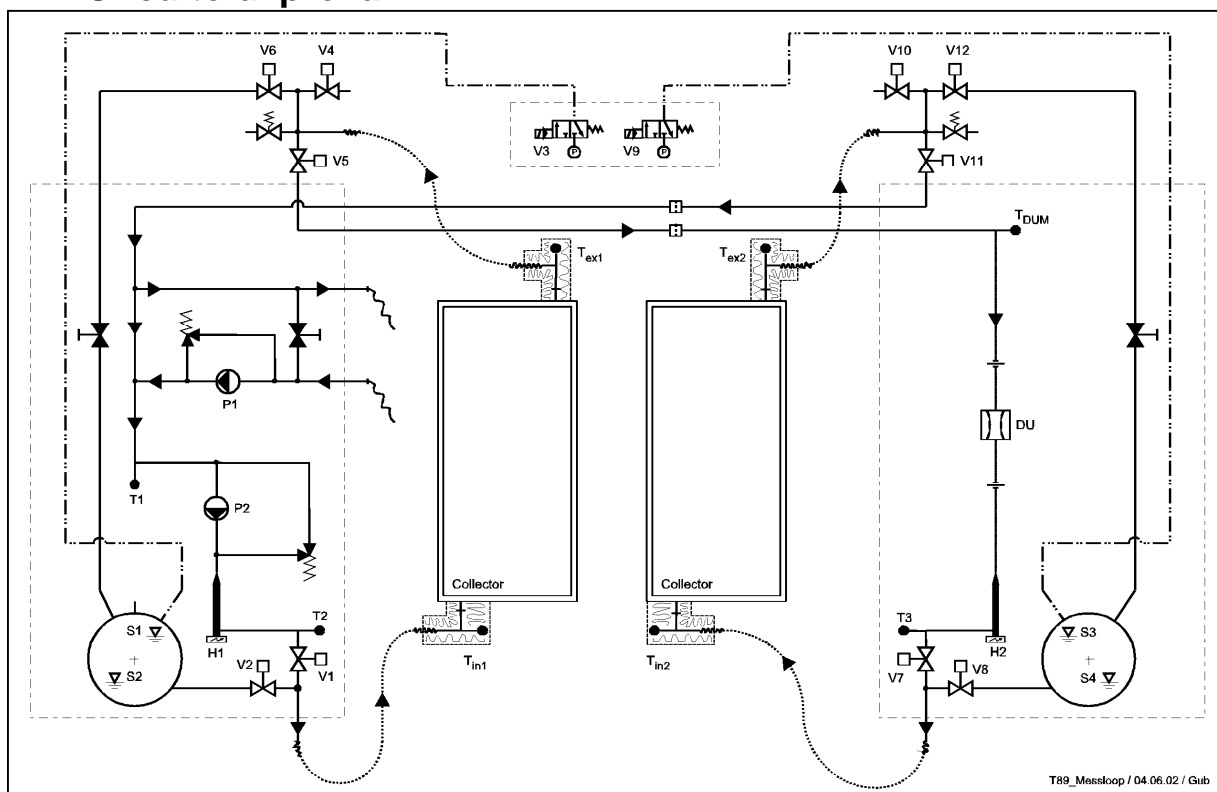 V6 V4 V10 V12
V3 P V9 P
V5 V11
T_DUM
T_ex1 T_ex2
P1
DU
T1 P2
Collector Collector
S1 T2 T3 S3
H1 H2
S2 V2 V1 T_in1 T_in2 V7 V8 S4
T89_Messloop / 04.06.02 / Gub